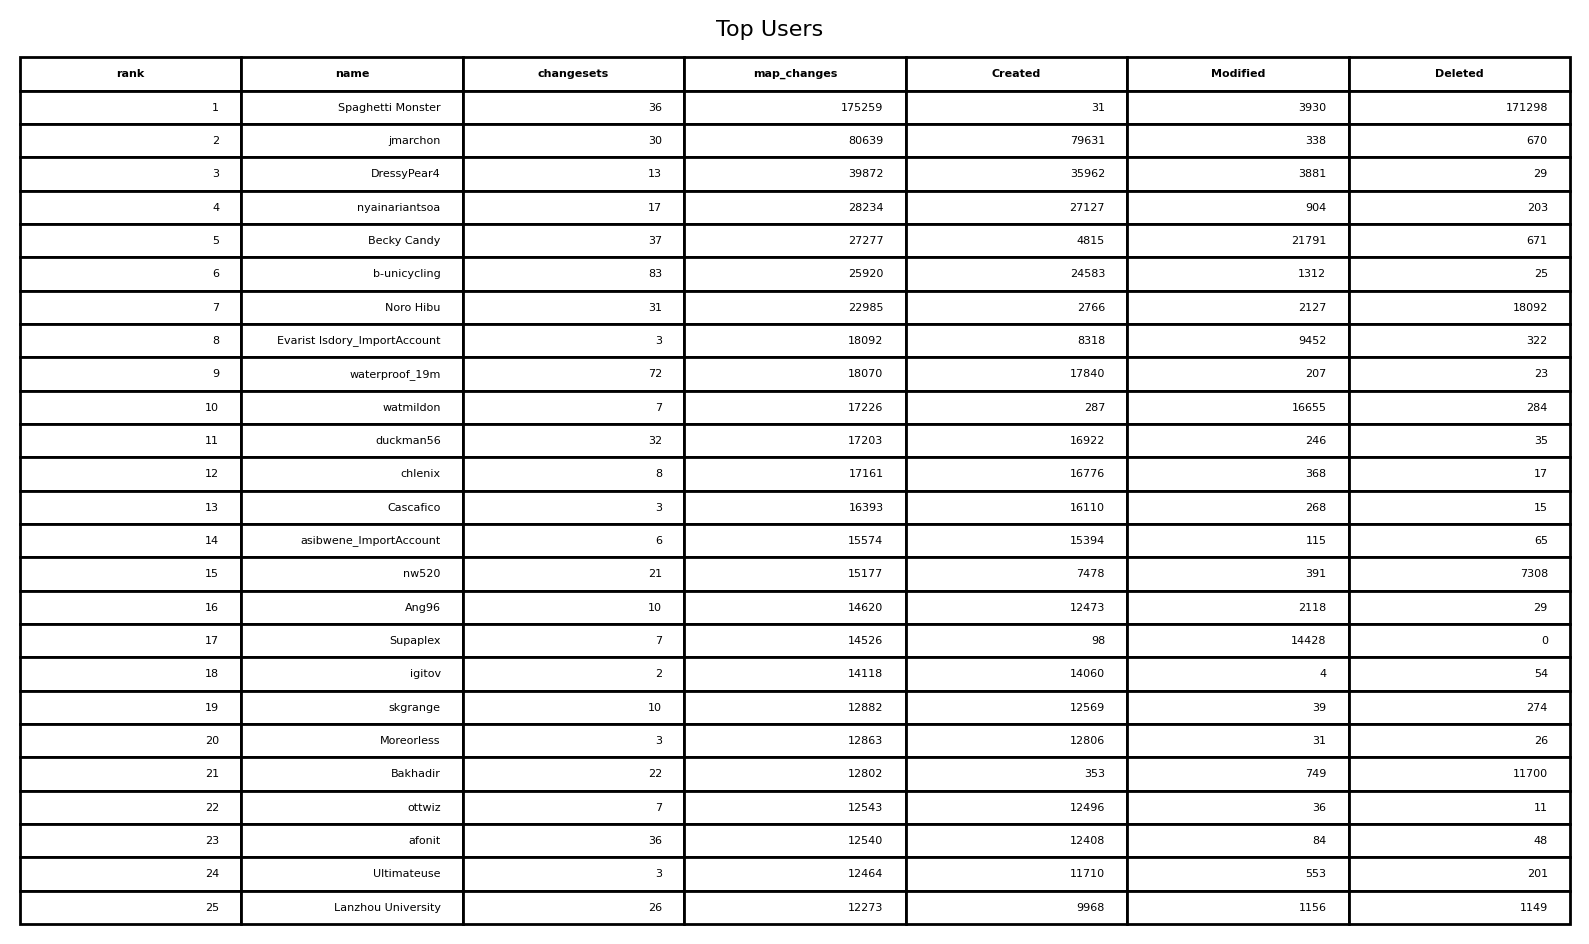 Top Users
rank name changesets map_changes Created Modified Deleted
1 Spaghetti Monster 36 175259 31 3930 171298
2 jmarchon 30 80639 79631 338 670
3 DressyPear4 13 39872 35962 3881 29
4 nyainariantsoa 17 28234 27127 904 203
5 Becky Candy 37 27277 4815 21791 671
6 b-unicycling 83 25920 24583 1312 25
7 Noro Hibu 31 22985 2766 2127 18092
8 Evarist Isdory_ImportAccount 3 18092 8318 9452 322
9 waterproof_19m 72 18070 17840 207 23
10 watmildon 7 17226 287 16655 284
11 duckman56 32 17203 16922 246 35
12 chlenix 8 17161 16776 368 17
13 Cascafico 3 16393 16110 268 15
14 asibwene_ImportAccount 6 15574 15394 115 65
15 nw520 21 15177 7478 391 7308
16 Ang96 10 14620 12473 2118 29
17 Supaplex 7 14526 98 14428 0
18 igitov 2 14118 14060 4 54
19 skgrange 10 12882 12569 39 274
20 Moreorless 3 12863 12806 31 26
21 Bakhadir 22 12802 353 749 11700
22 ottwiz 7 12543 12496 36 11
23 afonit 36 12540 12408 84 48
24 Ultimateuse 3 12464 11710 553 201
25 Lanzhou University 26 12273 9968 1156 1149